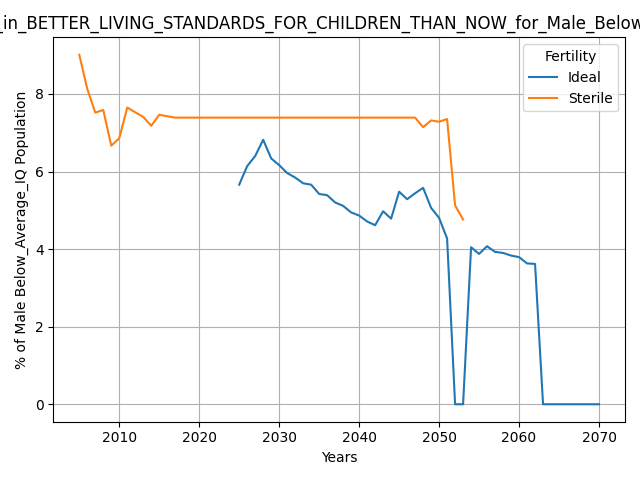 _in_BETTER_LIVING_STANDARDS_FOR_CHILDREN_THAN_NOW_for_Male_Below
Fertility
Ideal
Sterile
% of Male Below_Average_IQ Population
8
6
4
2
0
2010 2020 2030 2040 2050 2060 2070
Years